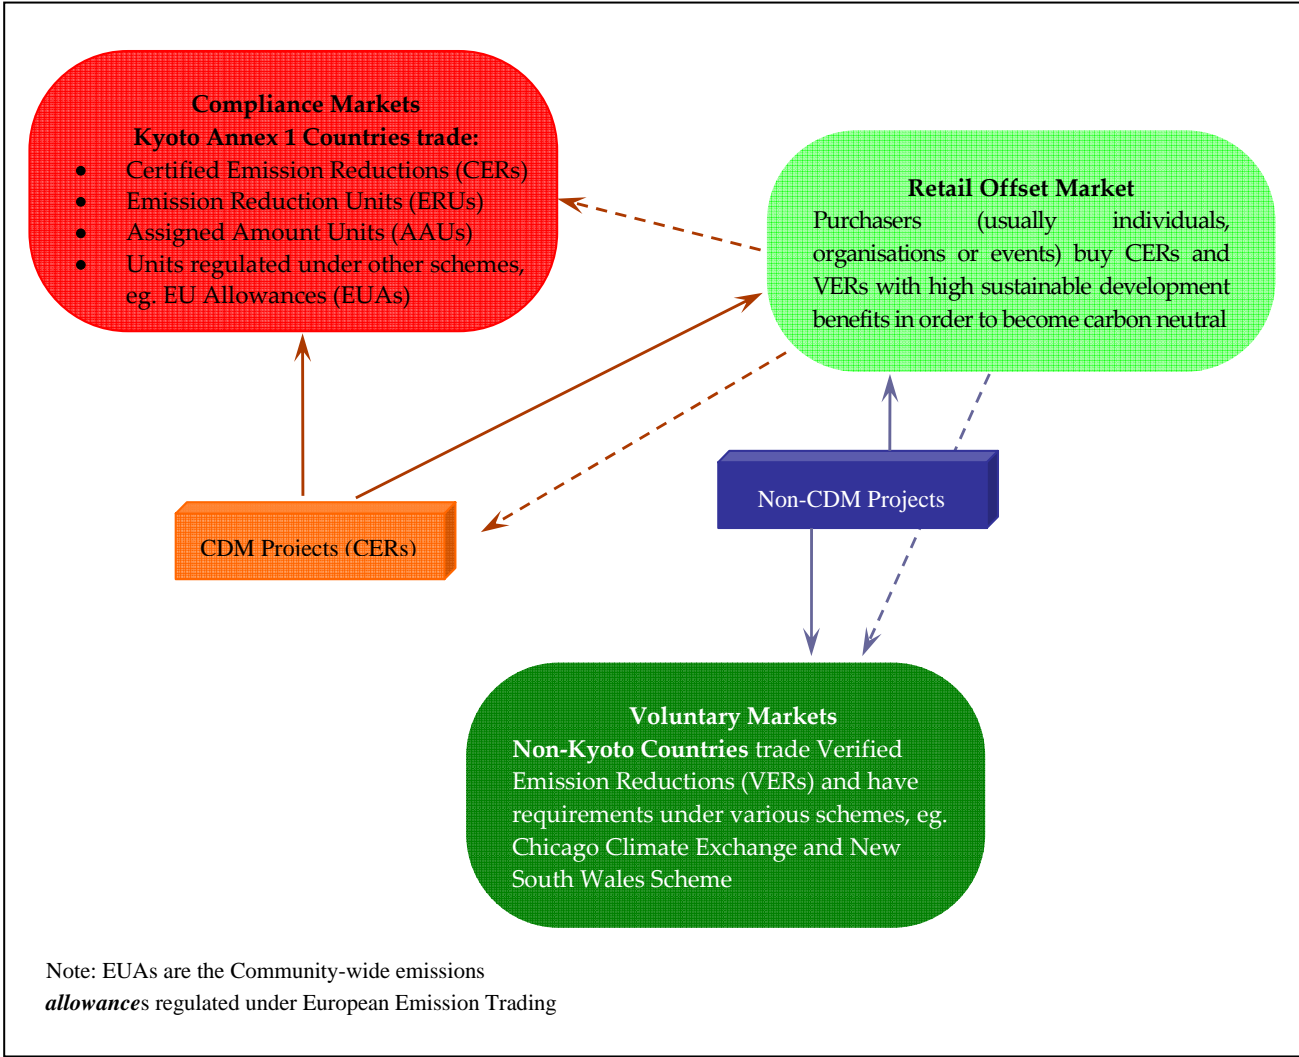 Compliance Markets
Kyoto Annex 1 Countries trade:
● Certified Emission Reductions (CERs)
● Emission Reduction Units (ERUs)
● Assigned Amount Units (AAUs)
● Units regulated under other schemes,
eg. EU Allowances (EUAs)
Retail Offset Market
Purchasers (usually individuals,
organisations or events) buy CERs and
VERs with high sustainable development
benefits in order to become carbon neutral
Non-CDM Projects
CDM Projects (CERs)
Voluntary Markets
Non-Kyoto Countries trade Verified
Emission Reductions (VERs) and have
requirements under various schemes, eg.
Chicago Climate Exchange and New
South Wales Scheme
Note: EUAs are the Community-wide emissions
allowances regulated under European Emission Trading